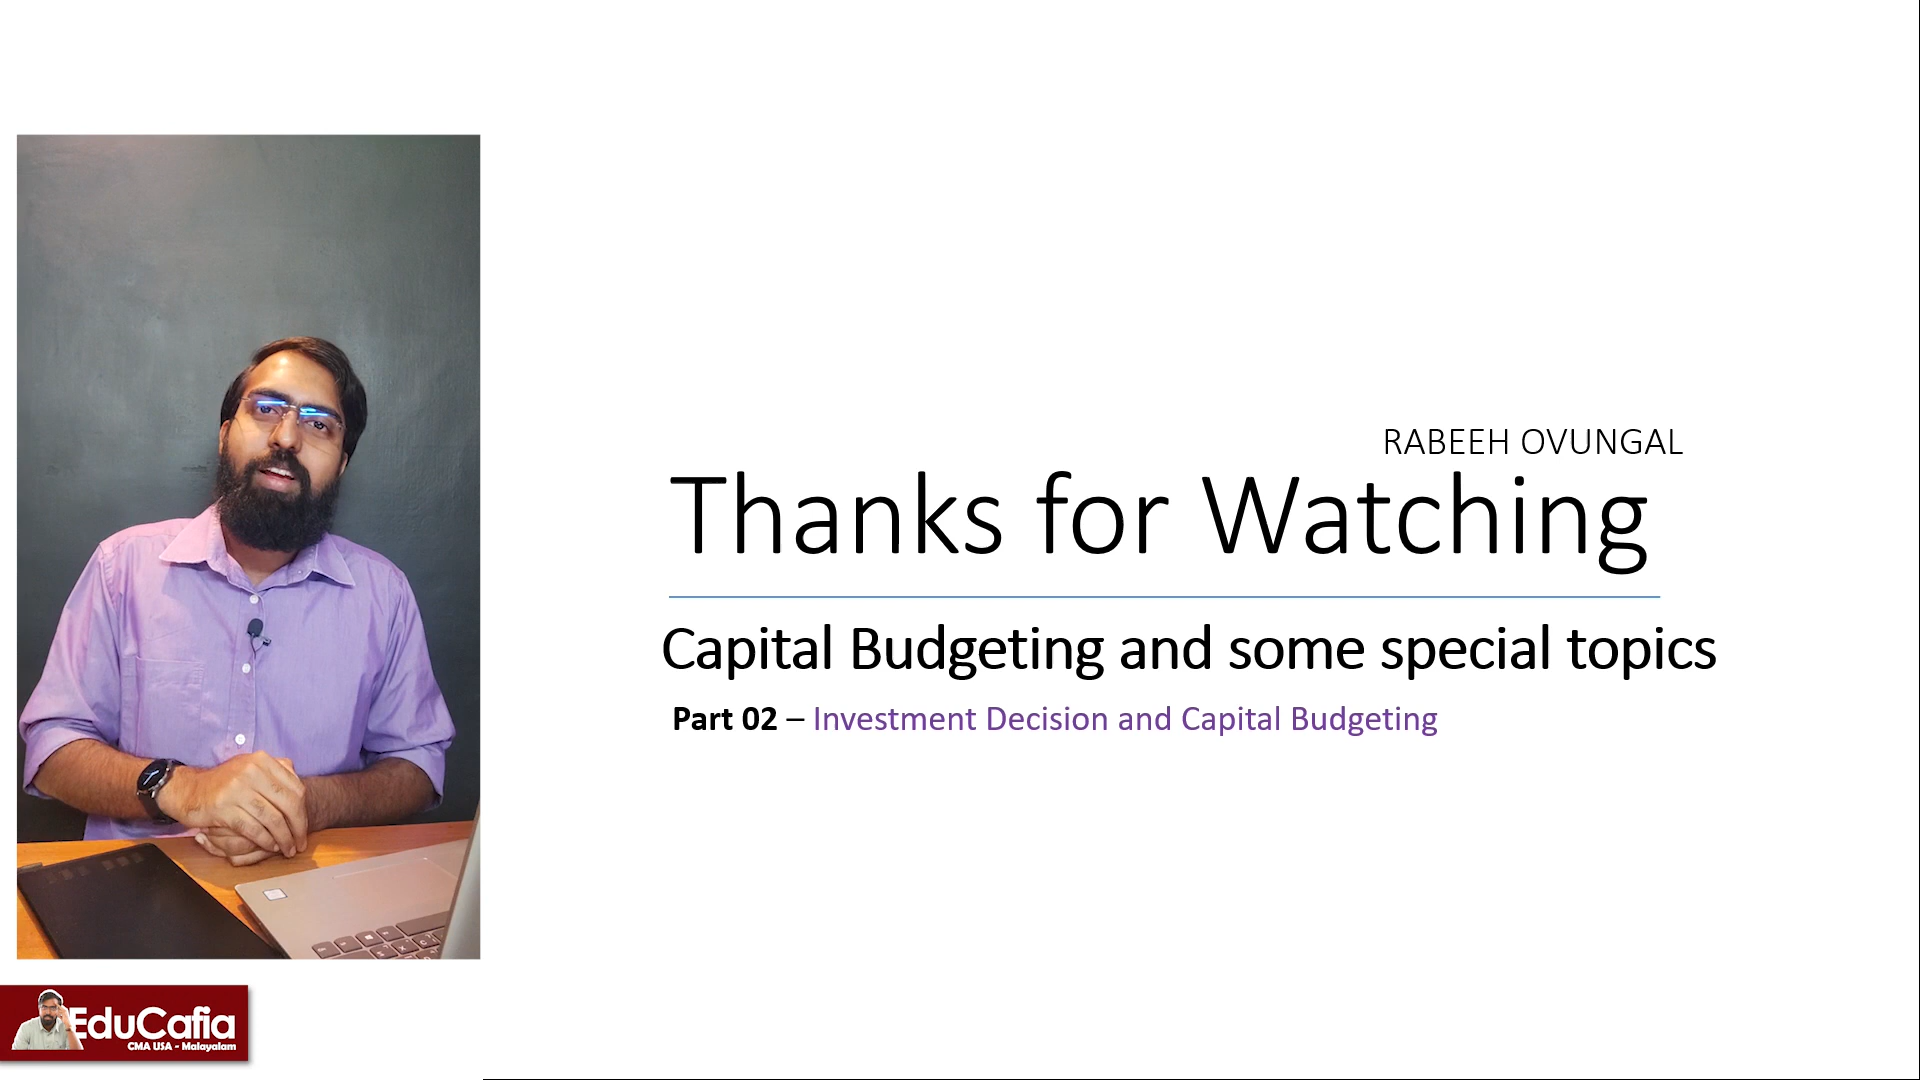 RABEEH OVUNGAL
Thanks for Watching
Capital Budgeting and some special topics
Part 02 – Investment Decision and Capital Budgeting
EduCafia
CMA USA - Malayalam